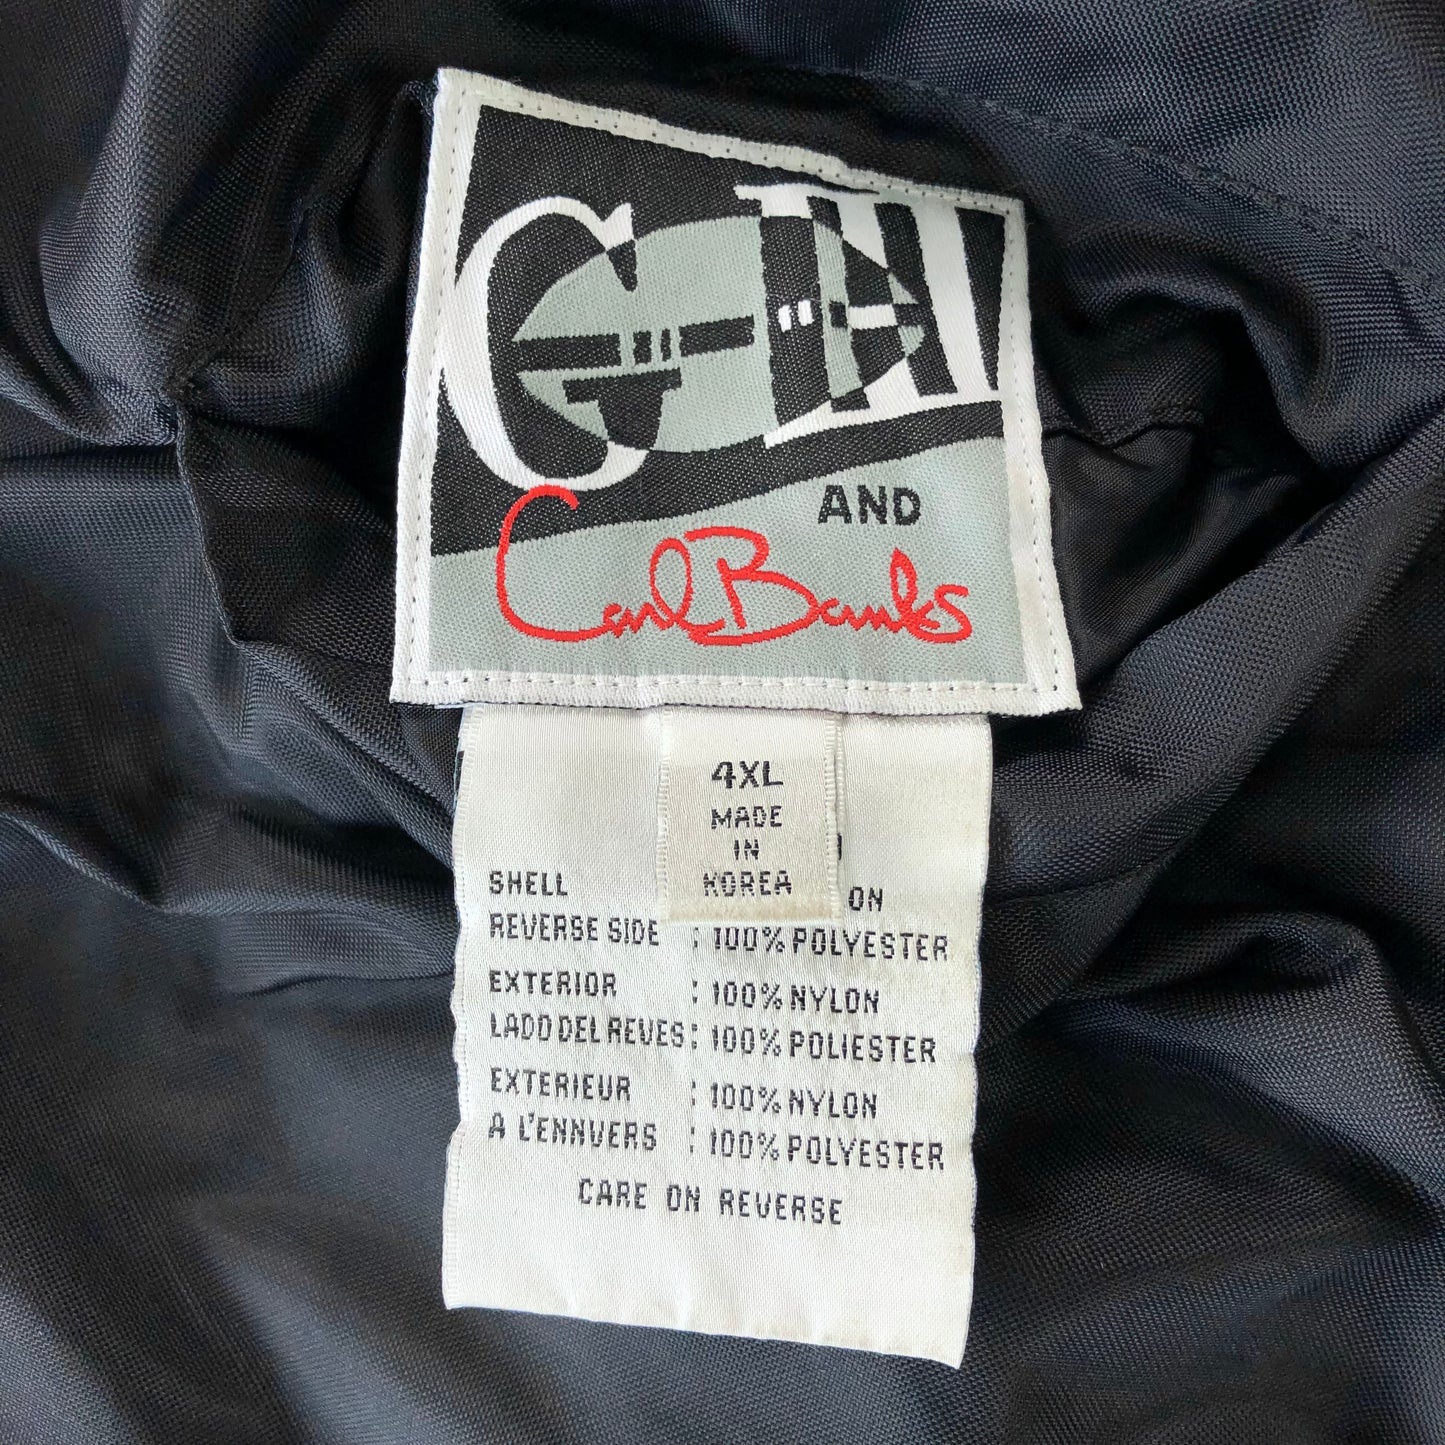 G-III
AND
Carl Banks
4XL
MADE
IN
KOREA
SHELL ON
REVERSE SIDE : 100% POLYESTER
EXTERIOR : 100% NYLON
LADO DEL REVES: 100% POLIESTER
EXTERIEUR : 100% NYLON
A L'ENNVERS : 100% POLYESTER
CARE ON REVERSE